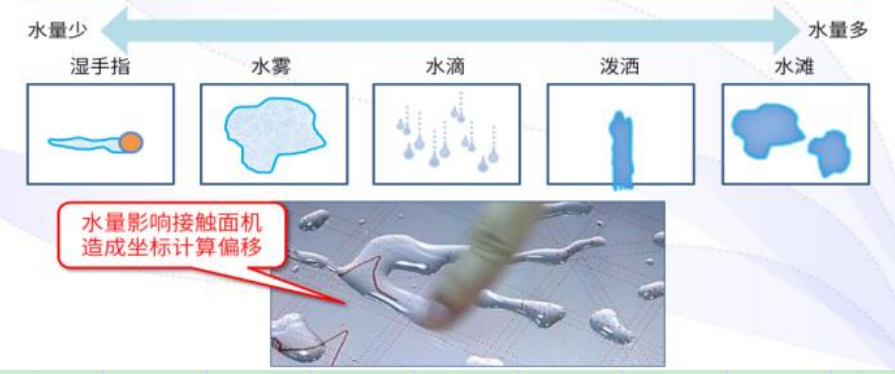 水量少
水量多
湿手指
水雾
水滴
泼洒
水滩
水量影响接触面机
造成坐标计算偏移